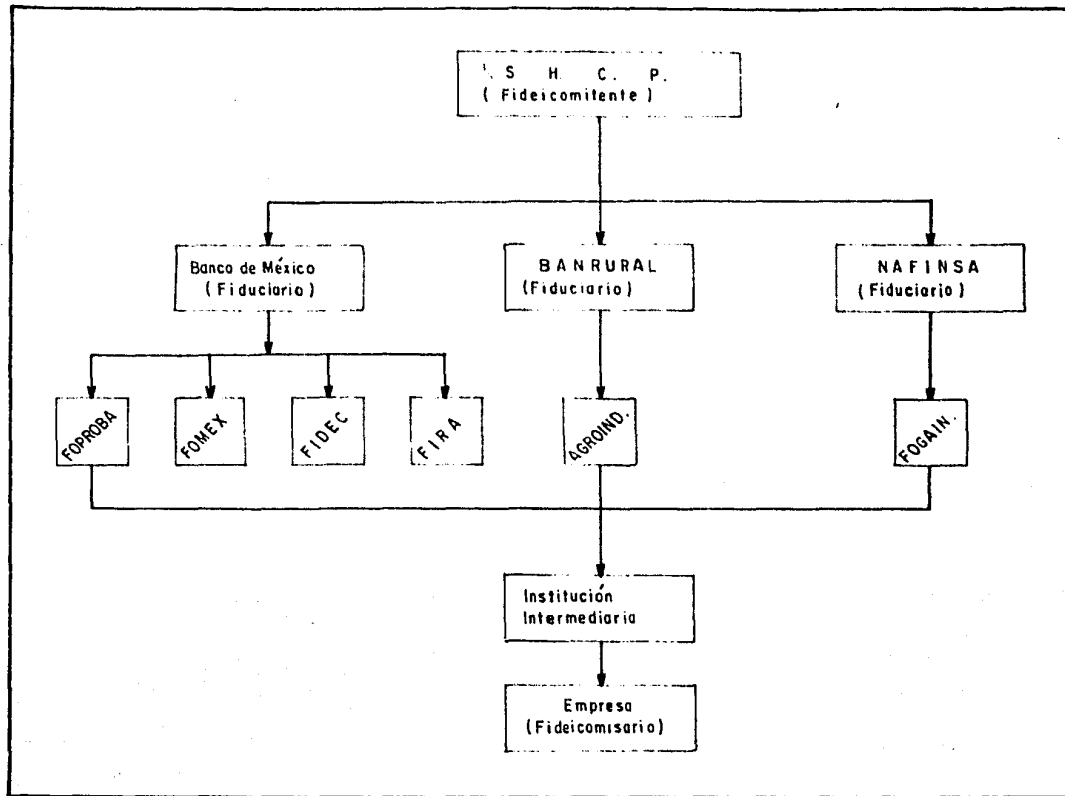 S H. C. P.
(Fideicomitente)
Banco de México
(Fiduciario)
BANRURAL
(Fiduciario)
NAFINSA
(Fiduciario)
FOPROBA
FOMEX
FIDEC
FIRA
AGROIND.
FOGAIN.
Institución
Intermediaria
Empresa
(Fideicomisario)